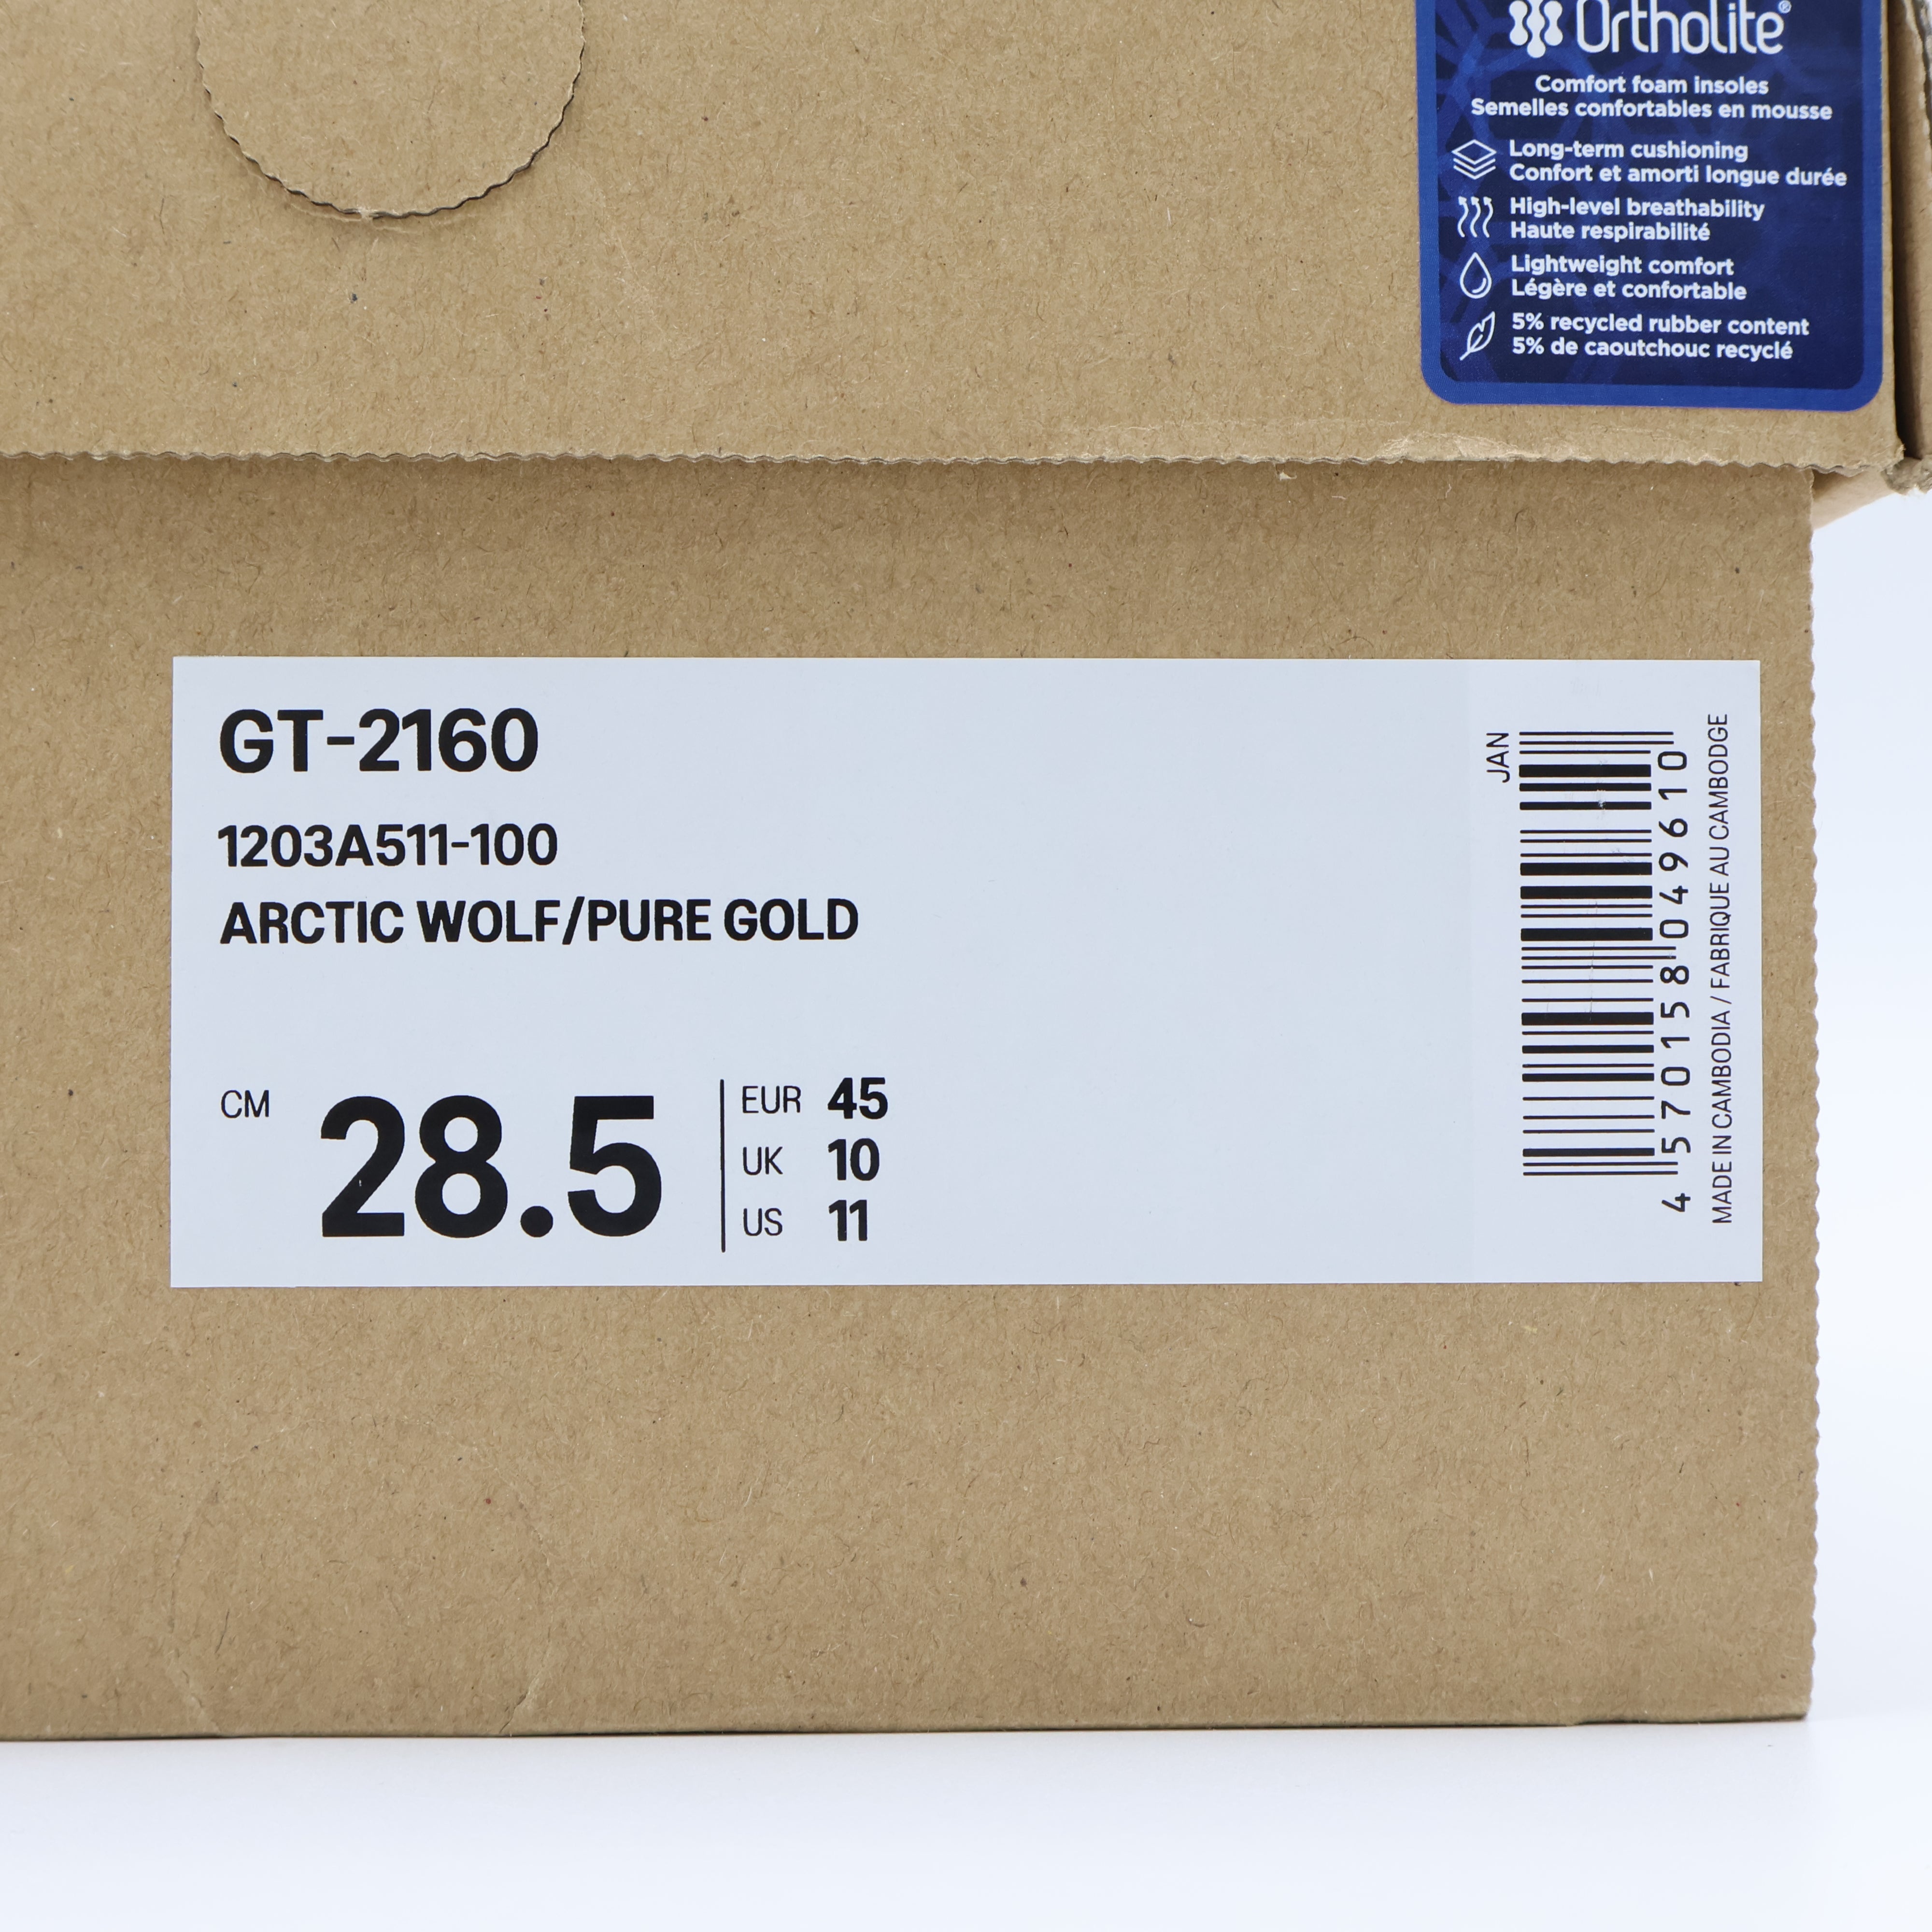 Ortholite®
Comfort foam insoles
Semelles confortables en mousse
Long-term cushioning
Confort et amorti longue durée
High-level breathability
Haute respirabilité
Lightweight comfort
Légère et confortable
5% recycled rubber content
5% de caoutchouc recyclé
GT-2160
1203A511-100
ARCTIC WOLF/PURE GOLD
CM 28.5
EUR 45
UK 10
US 11
JAN
4 570158 049610
MADE IN CAMBODIA / FABRIQUE AU CAMBODGE